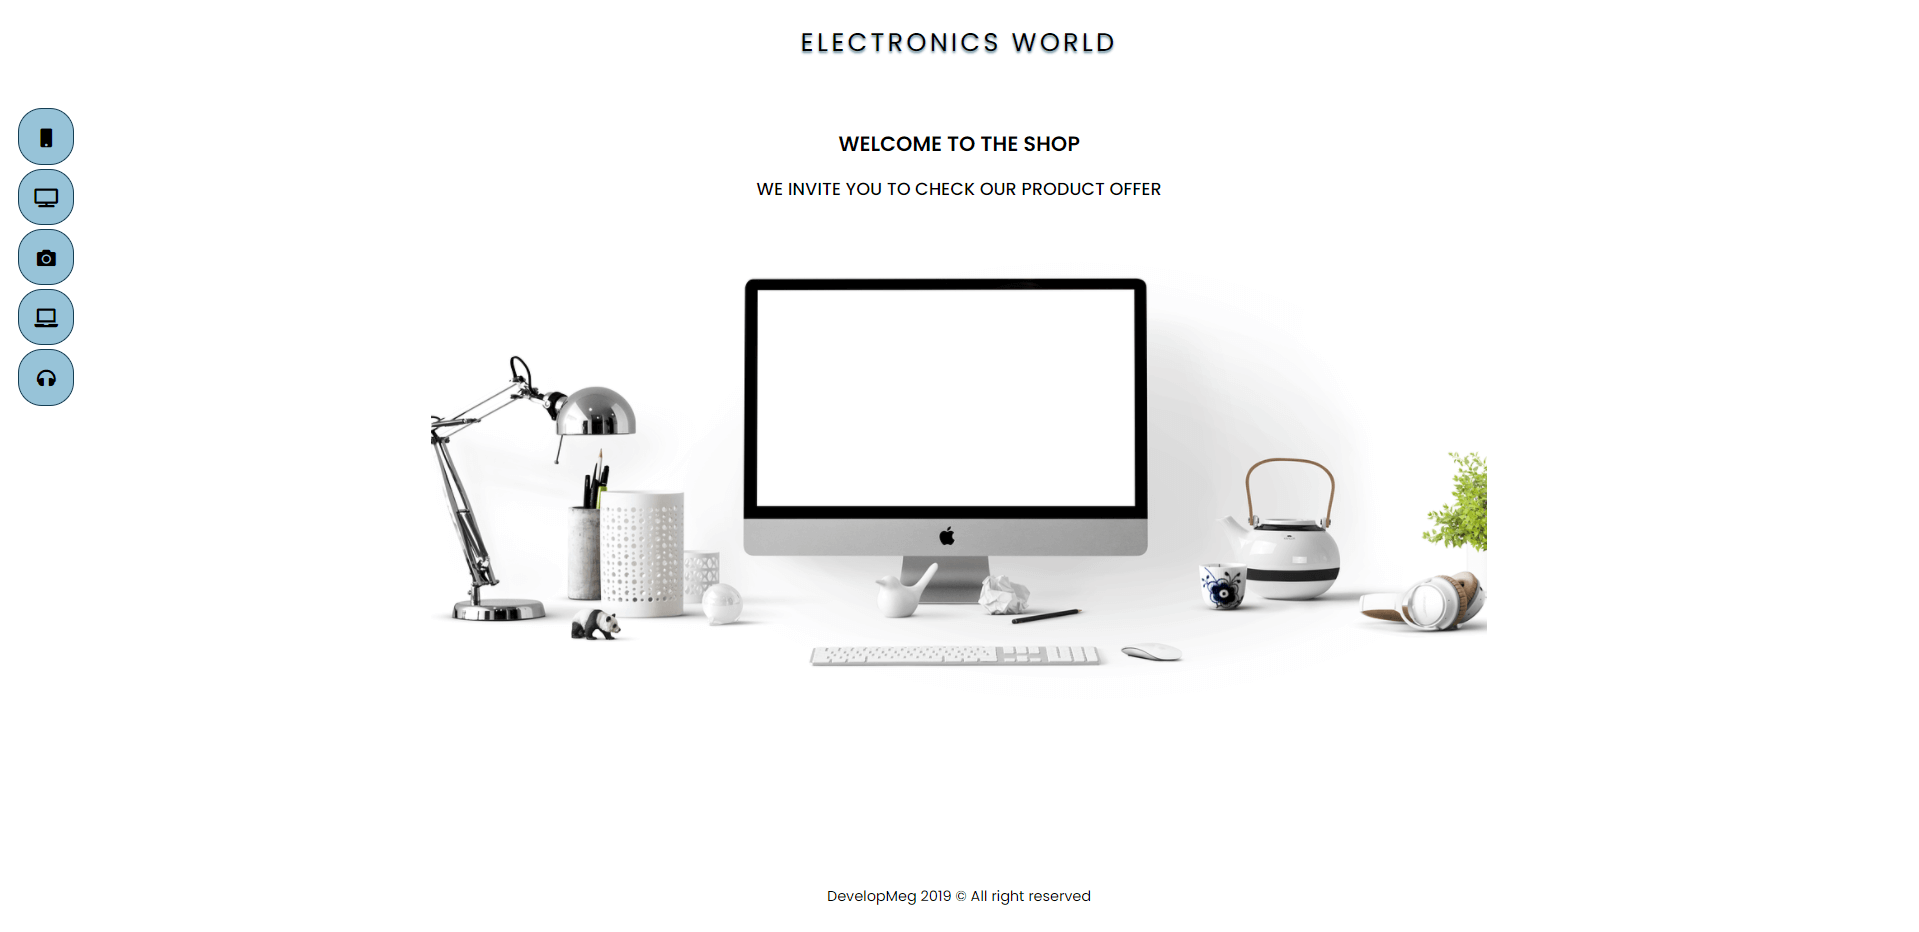 ELECTRONICS WORLD
WELCOME TO THE SHOP
WE INVITE YOU TO CHECK OUR PRODUCT OFFER
DevelopMeg 2019 © All right reserved